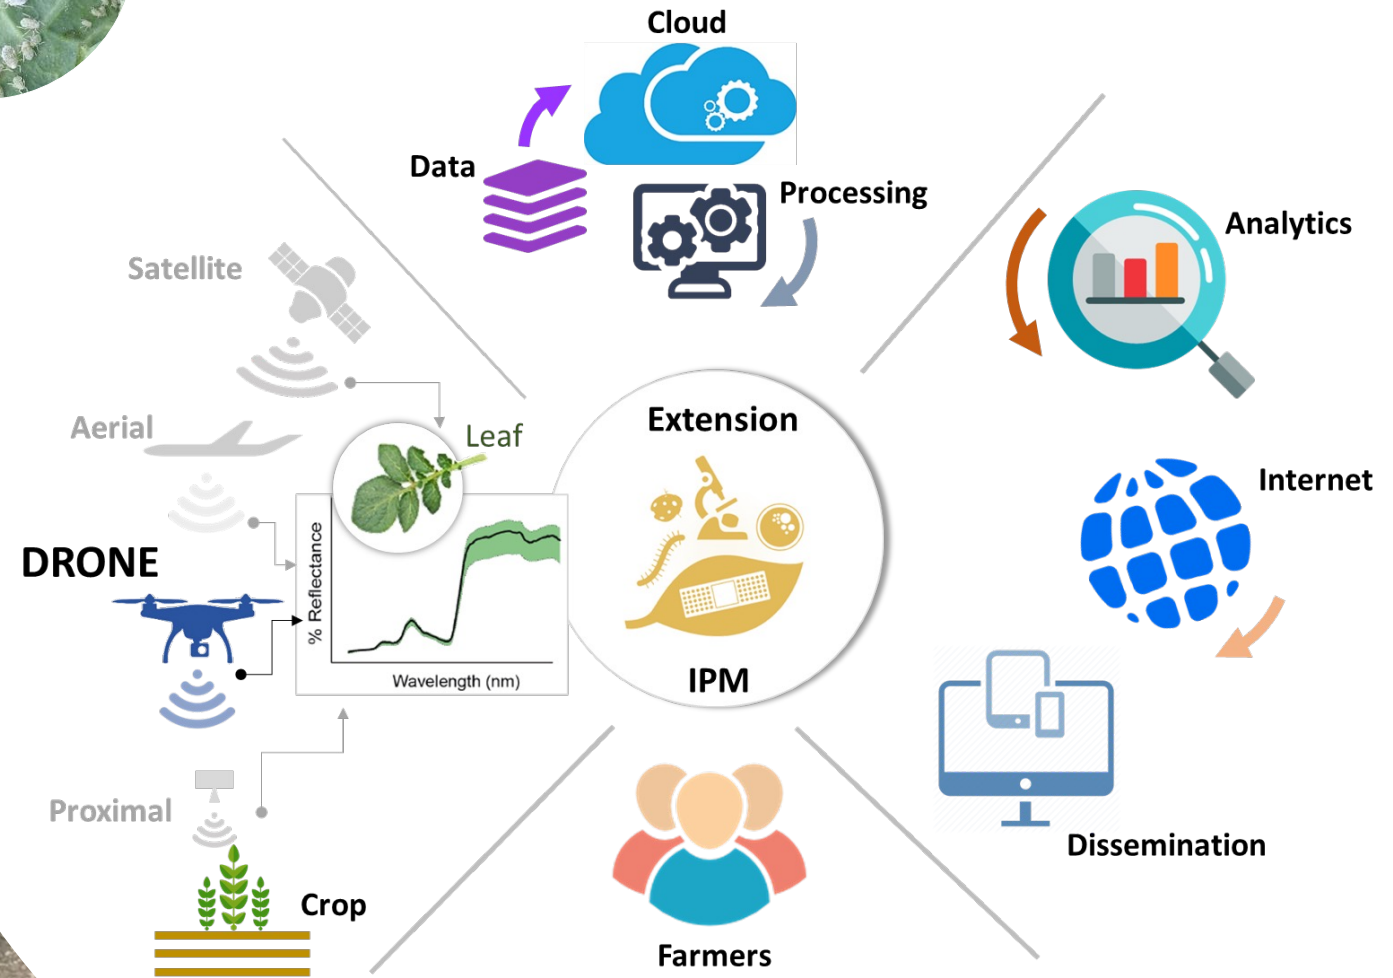 Cloud
Data
Processing
Analytics
Satellite
Aerial
Leaf
Extension
Internet
DRONE
% Reflectance
Wavelength (nm)
IPM
Proximal
Dissemination
Crop
Farmers